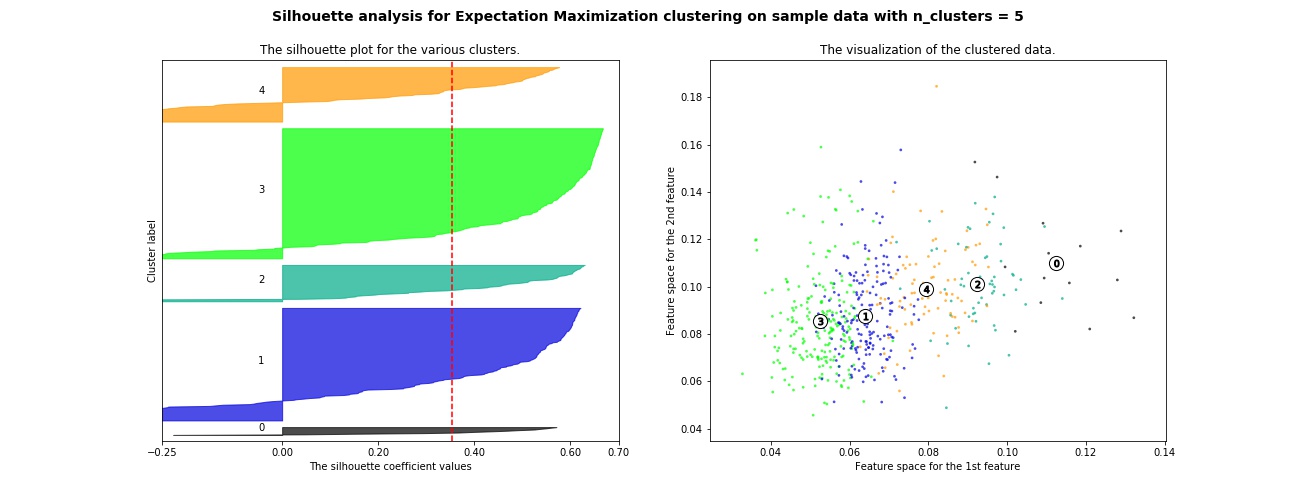 Silhouette analysis for Expectation Maximization clustering on sample data with n_clusters = 5
The silhouette plot for the various clusters.
4
3
2
1
0
Cluster label
−0.25 0.00 0.20 0.40 0.60 0.70
The silhouette coefficient values
The visualization of the clustered data.
0.18
0.16
0.14
0.12
0.10
0.08
0.06
0.04
Feature space for the 2nd feature
0
2
4
1
3
0.04 0.06 0.08 0.10 0.12 0.14
Feature space for the 1st feature